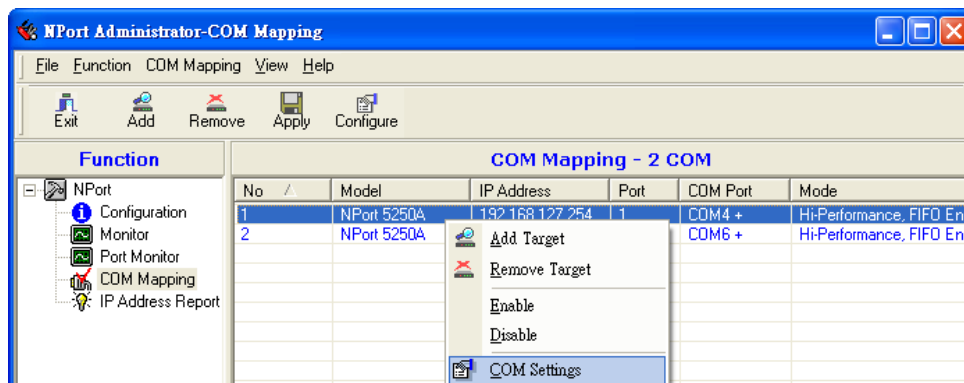 NPort Administrator-COM Mapping
File Function COM Mapping View Help
Exit Add Remove Apply Configure
Function
COM Mapping - 2 COM
NPort
Configuration
Monitor
Port Monitor
COM Mapping
IP Address Report
No Model IP Address Port COM Port Mode
1 NPort 5250A 192.168.127.254 1 COM4 + Hi-Performance, FIFO En
2 NPort 5250A COM6 + Hi-Performance, FIFO En
Add Target
Remove Target
Enable
Disable
COM Settings